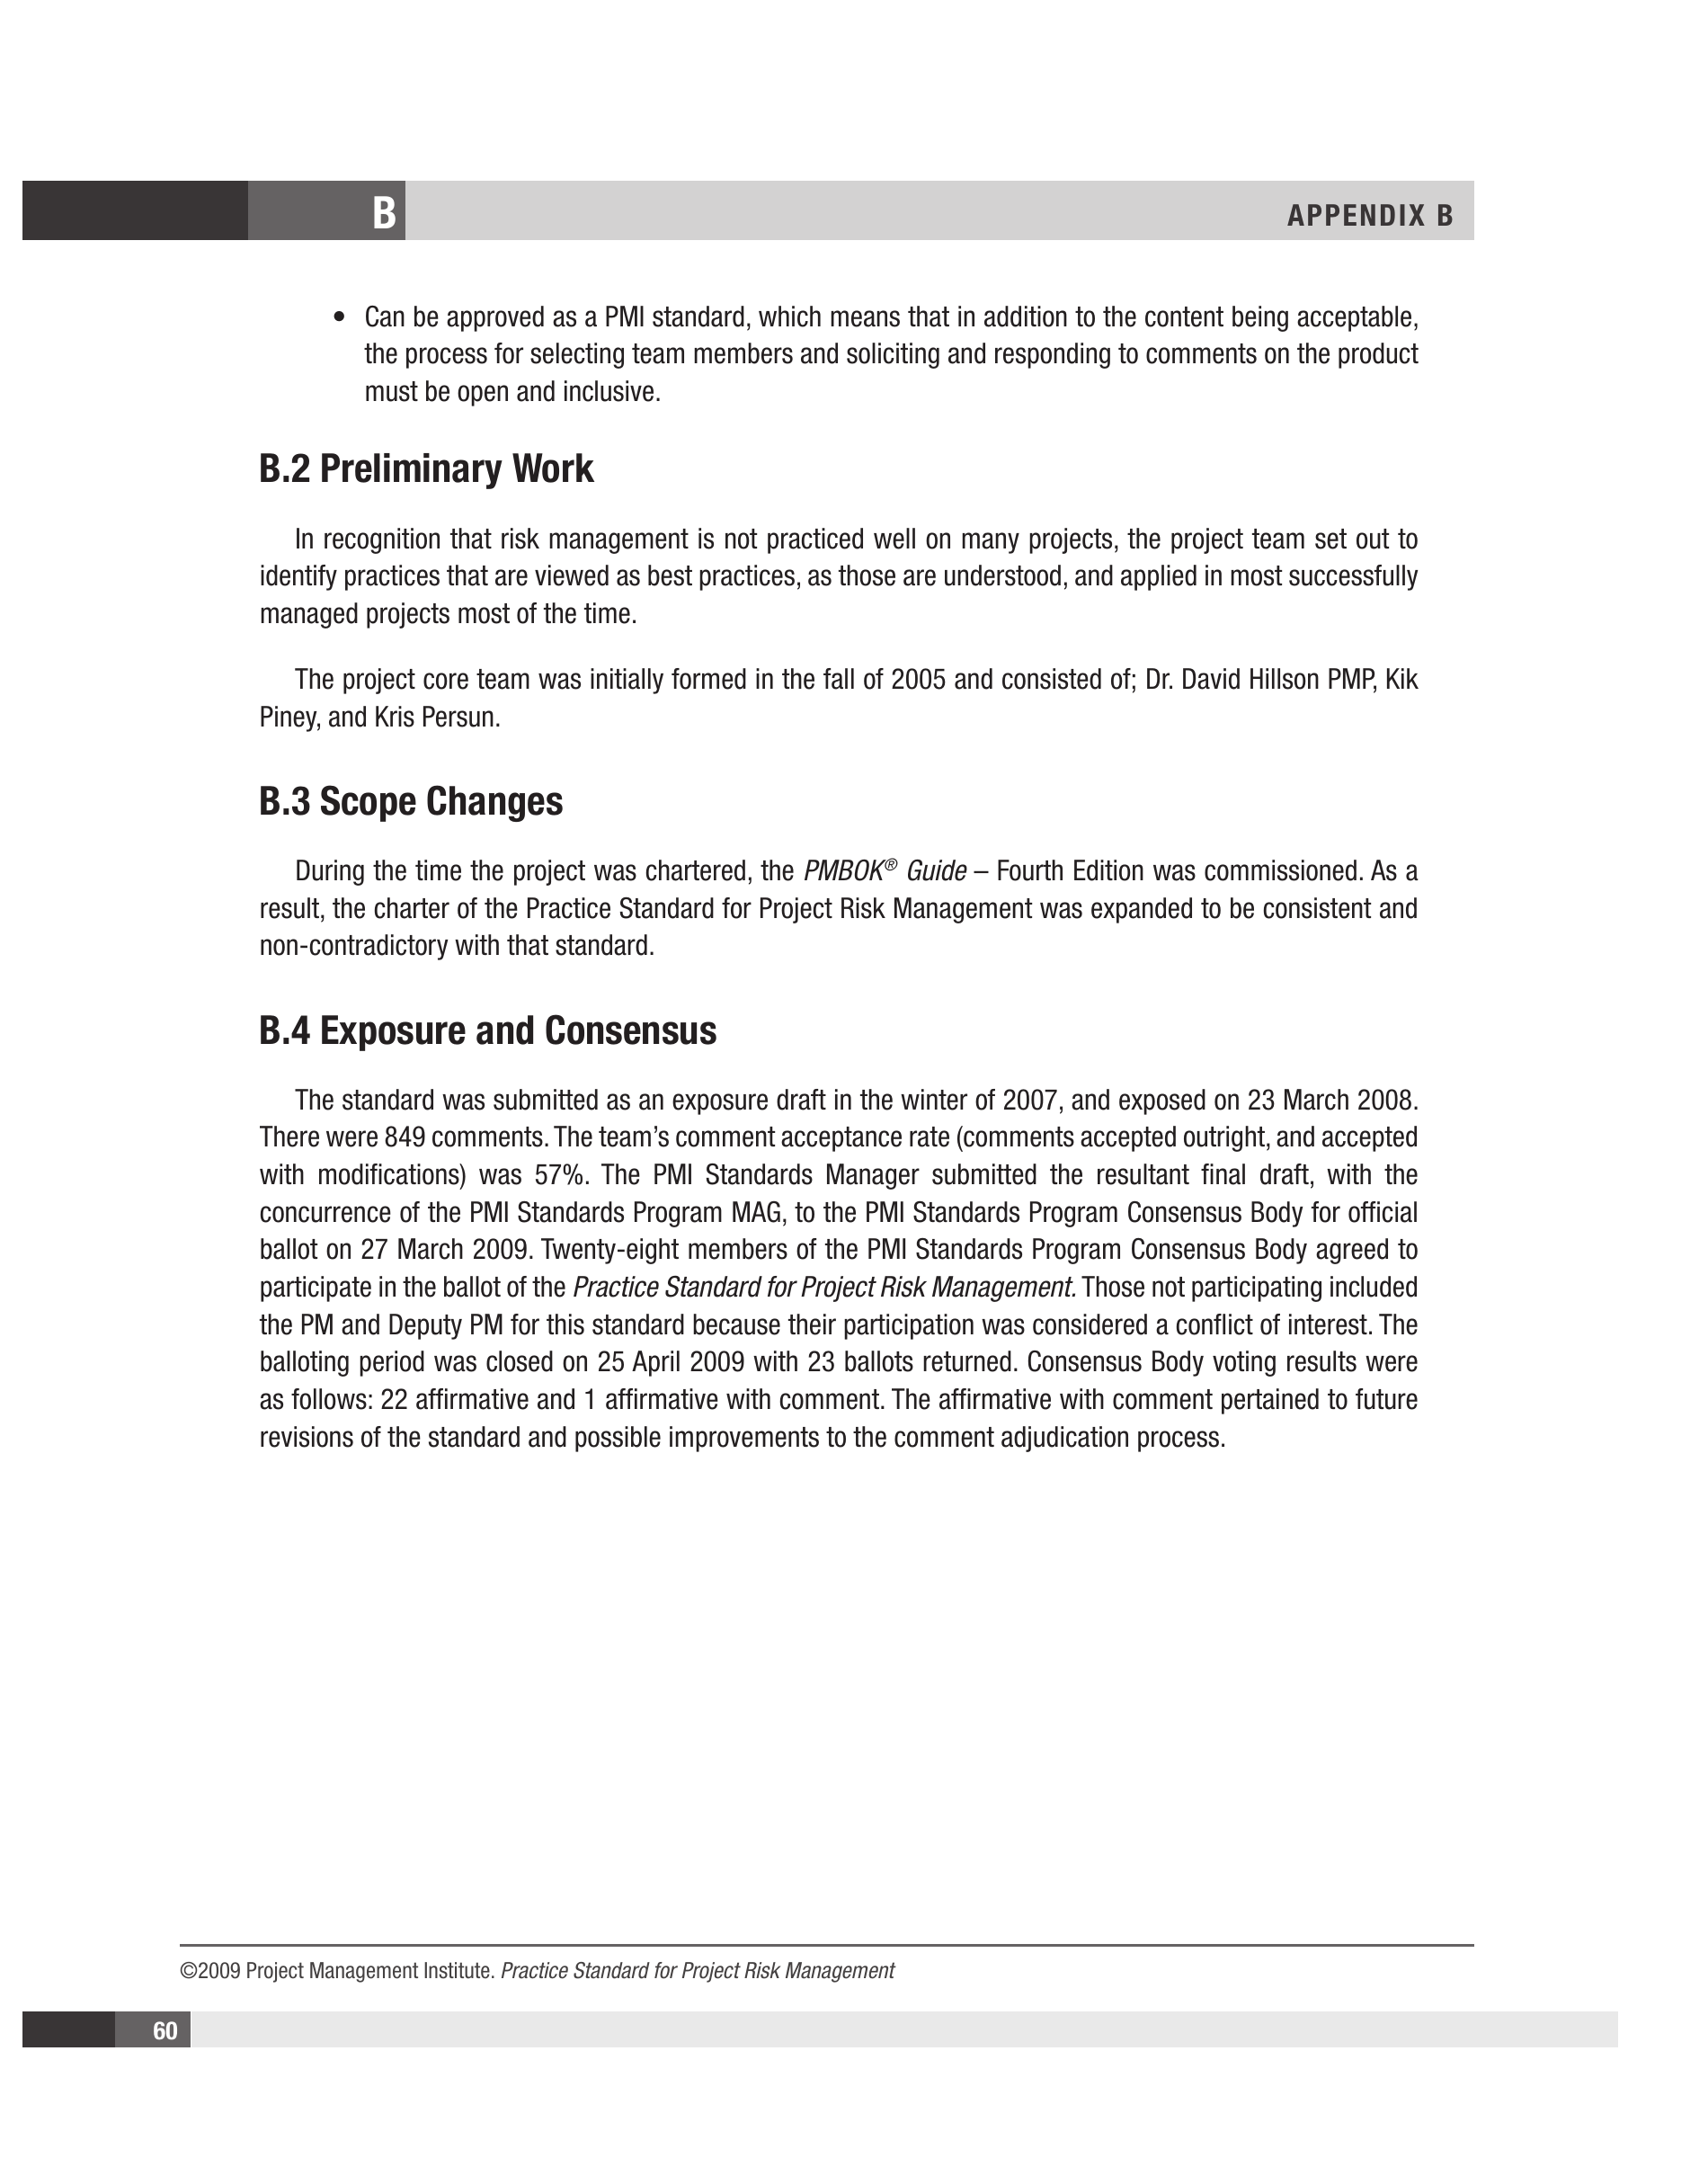 B
APPENDIX B
• Can be approved as a PMI standard, which means that in addition to the content being acceptable,
the process for selecting team members and soliciting and responding to comments on the product
must be open and inclusive.
B.2 Preliminary Work
In recognition that risk management is not practiced well on many projects, the project team set out to
identify practices that are viewed as best practices, as those are understood, and applied in most successfully
managed projects most of the time.
The project core team was initially formed in the fall of 2005 and consisted of; Dr. David Hillson PMP, Kik
Piney, and Kris Persun.
B.3 Scope Changes
During the time the project was chartered, the PMBOK® Guide – Fourth Edition was commissioned. As a
result, the charter of the Practice Standard for Project Risk Management was expanded to be consistent and
non-contradictory with that standard.
B.4 Exposure and Consensus
The standard was submitted as an exposure draft in the winter of 2007, and exposed on 23 March 2008.
There were 849 comments. The team’s comment acceptance rate (comments accepted outright, and accepted
with modifications) was 57%. The PMI Standards Manager submitted the resultant final draft, with the
concurrence of the PMI Standards Program MAG, to the PMI Standards Program Consensus Body for official
ballot on 27 March 2009. Twenty-eight members of the PMI Standards Program Consensus Body agreed to
participate in the ballot of the Practice Standard for Project Risk Management. Those not participating included
the PM and Deputy PM for this standard because their participation was considered a conflict of interest. The
balloting period was closed on 25 April 2009 with 23 ballots returned. Consensus Body voting results were
as follows: 22 affirmative and 1 affirmative with comment. The affirmative with comment pertained to future
revisions of the standard and possible improvements to the comment adjudication process.
©2009 Project Management Institute. Practice Standard for Project Risk Management
60